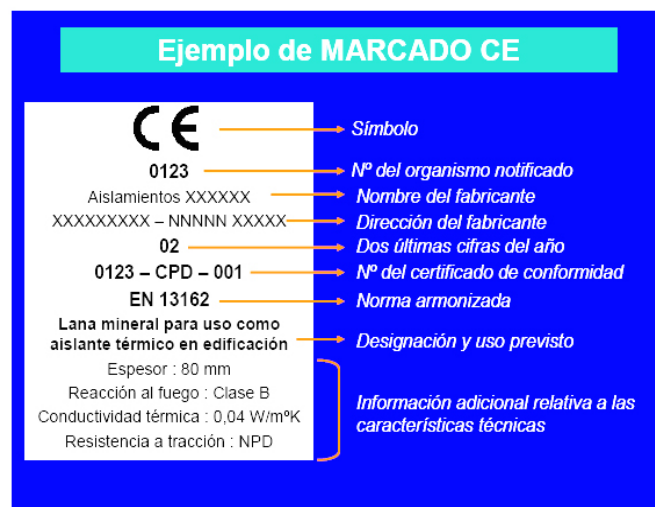 Ejemplo de MARCADO CE
CE
Símbolo
0123
Nº del organismo notificado
Aislamientos XXXXXX
Nombre del fabricante
XXXXXXXXX – NNNNN XXXXX
Dirección del fabricante
02
Dos últimas cifras del año
0123 – CPD – 001
Nº del certificado de conformidad
EN 13162
Norma armonizada
Lana mineral para uso como
aislante térmico en edificación
Designación y uso previsto
Espesor : 80 mm
Reacción al fuego : Clase B
Conductividad térmica : 0,04 W/mºK
Resistencia a tracción : NPD
Información adicional relativa a las
características técnicas